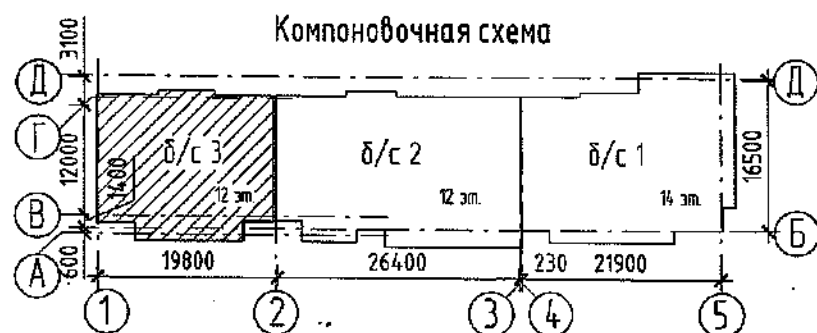 Компоновочная схема
3100
Д
Д
Г
12000
1400
б/с 3
12 эт.
б/с 2
12 эт.
б/с 1
14 эт.
16500
В
А
Б
600
19800
26400
230
21900
1
2
3
4
5